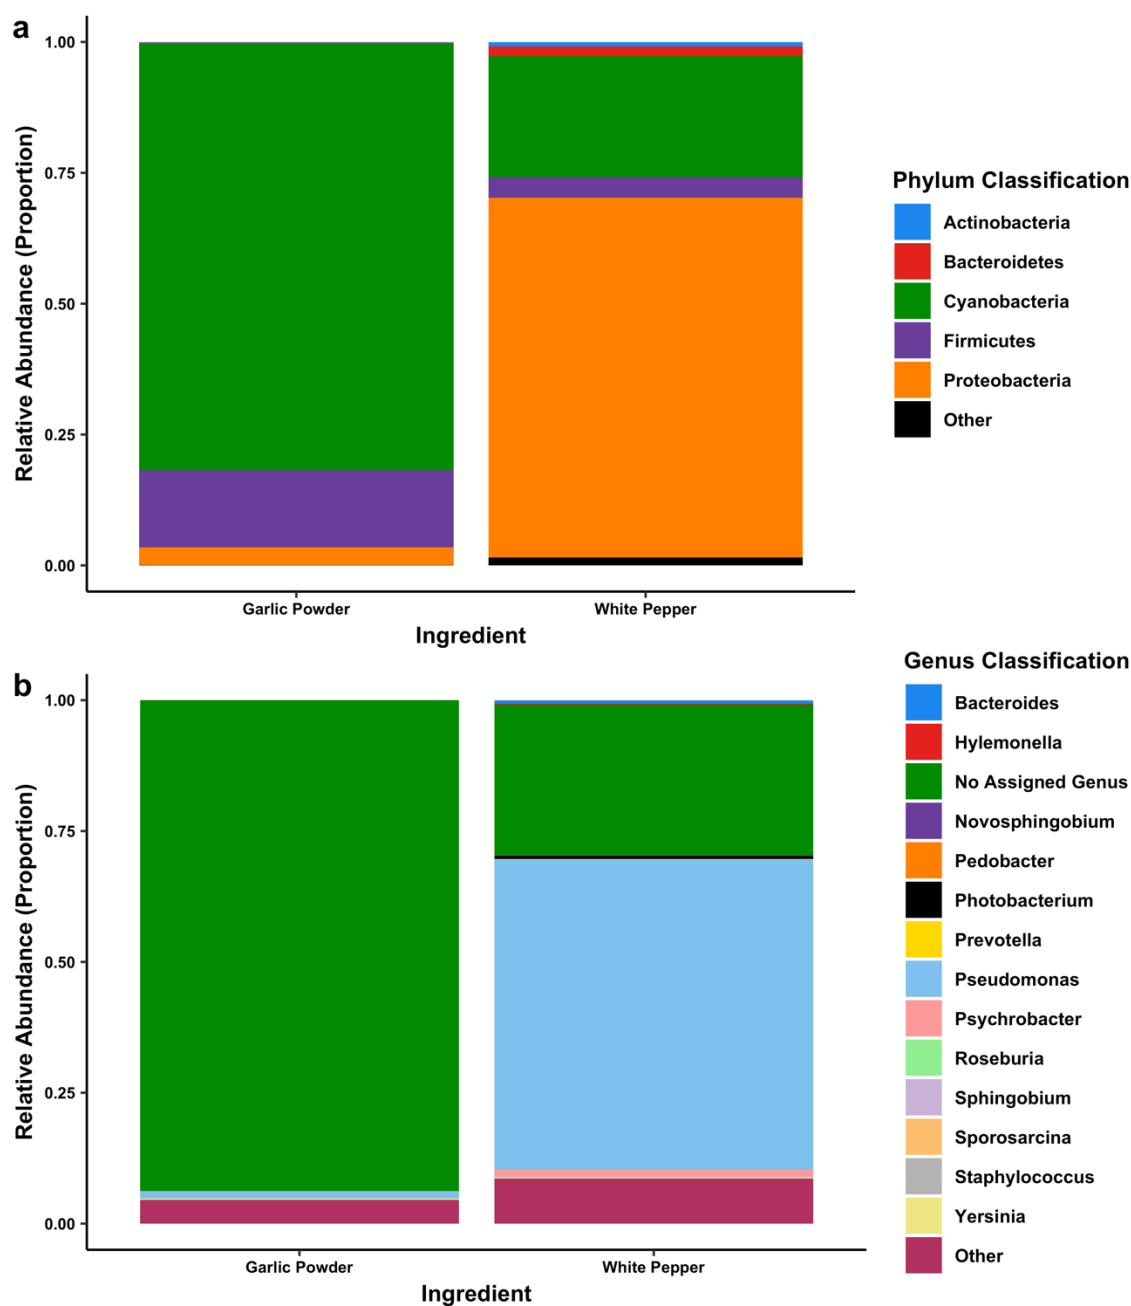 a
Relative Abundance (Proportion)
1.00
0.75
0.50
0.25
0.00
Garlic Powder
White Pepper
Ingredient
Phylum Classification
Actinobacteria
Bacteroidetes
Cyanobacteria
Firmicutes
Proteobacteria
Other
b
Relative Abundance (Proportion)
1.00
0.75
0.50
0.25
0.00
Garlic Powder
White Pepper
Ingredient
Genus Classification
Bacteroides
Hylemonella
No Assigned Genus
Novosphingobium
Pedobacter
Photobacterium
Prevotella
Pseudomonas
Psychrobacter
Roseburia
Sphingobium
Sporosarcina
Staphylococcus
Yersinia
Other